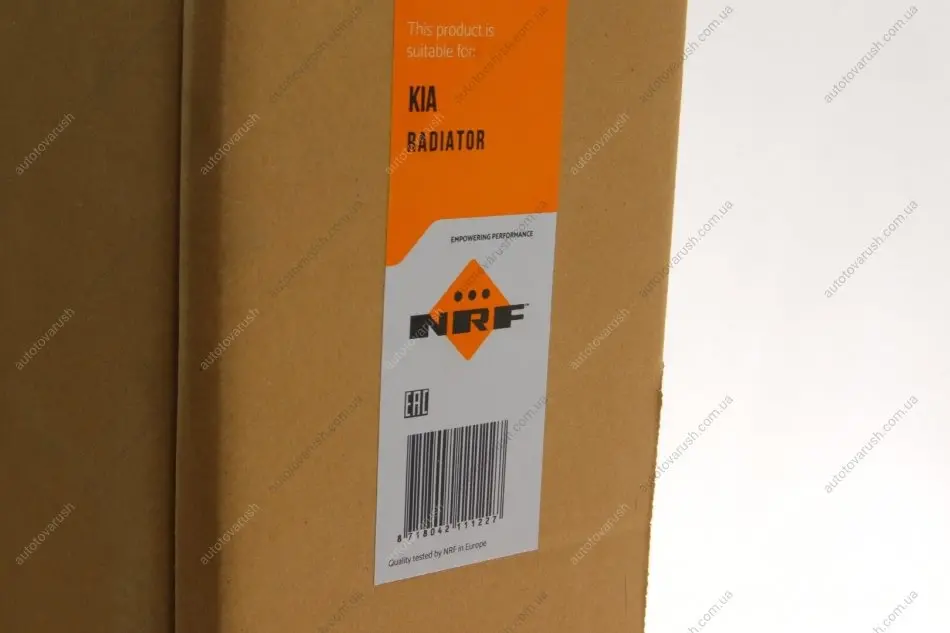 This product is
suitable for:
KIA
RADIATOR
EMPOWERING PERFORMANCE
NRF
EAC
8 718042 111227
Quality tested by NRF in Europe
autotovarush.com.ua